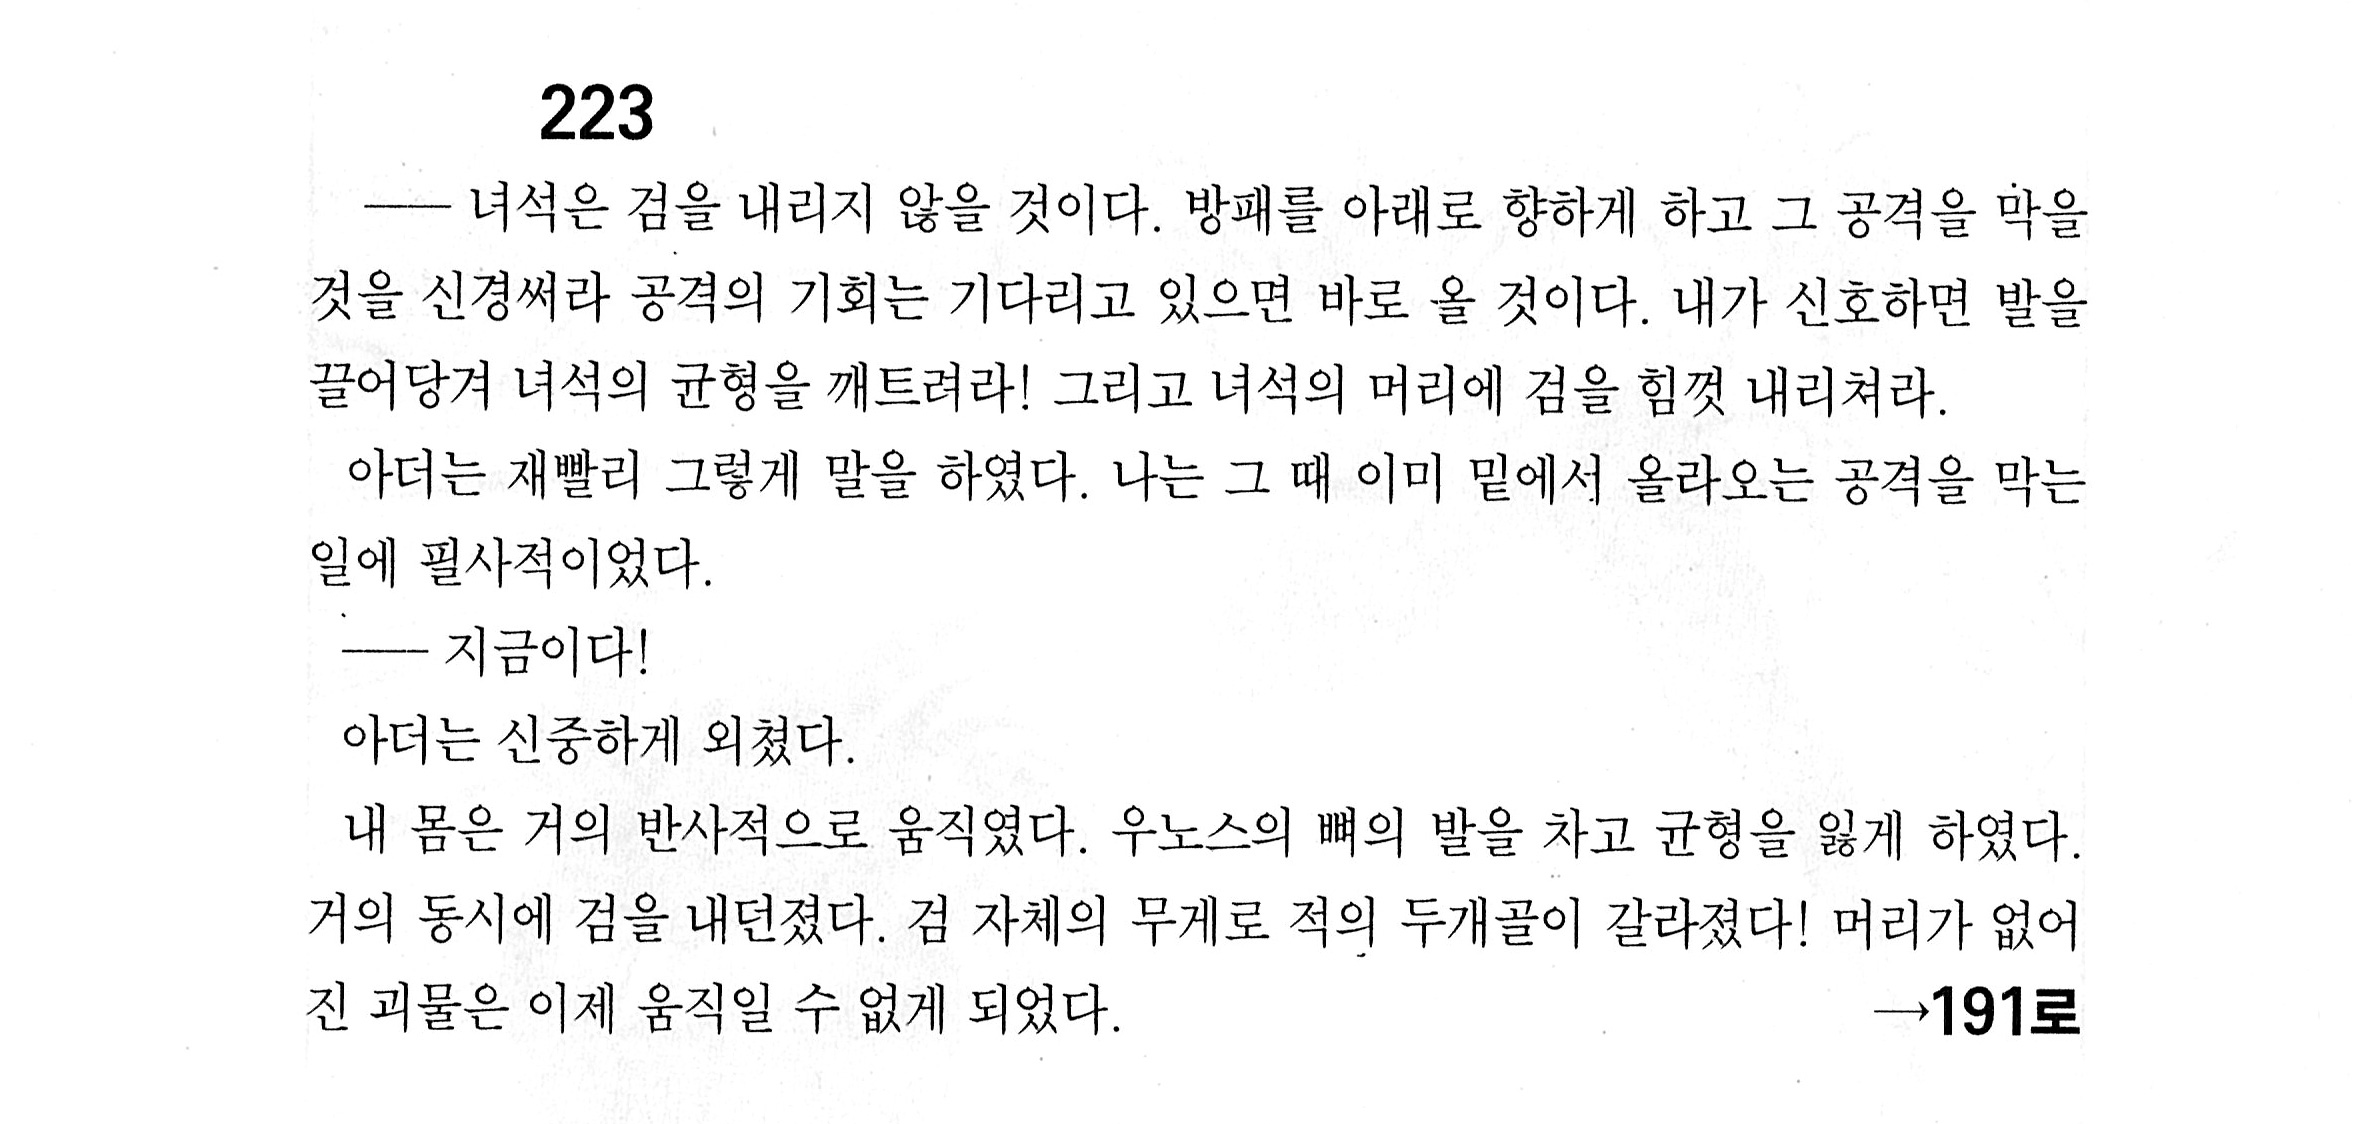 223
── 녀석은 검을 내리지 않을 것이다. 방패를 아래로 향하게 하고 그 공격을 막을
것을 신경써라 공격의 기회는 기다리고 있으면 바로 올 것이다. 내가 신호하면 발을
끌어당겨 녀석의 균형을 깨트려라! 그리고 녀석의 머리에 검을 힘껏 내리쳐라.
아더는 재빨리 그렇게 말을 하였다. 나는 그 때 이미 밑에서 올라오는 공격을 막는
일에 필사적이었다.
── 지금이다!
아더는 신중하게 외쳤다.
내 몸은 거의 반사적으로 움직였다. 우노스의 뼈의 발을 차고 균형을 잃게 하였다.
거의 동시에 검을 내던졌다. 검 자체의 무게로 적의 두개골이 갈라졌다! 머리가 없어
진 괴물은 이제 움직일 수 없게 되었다. →191로